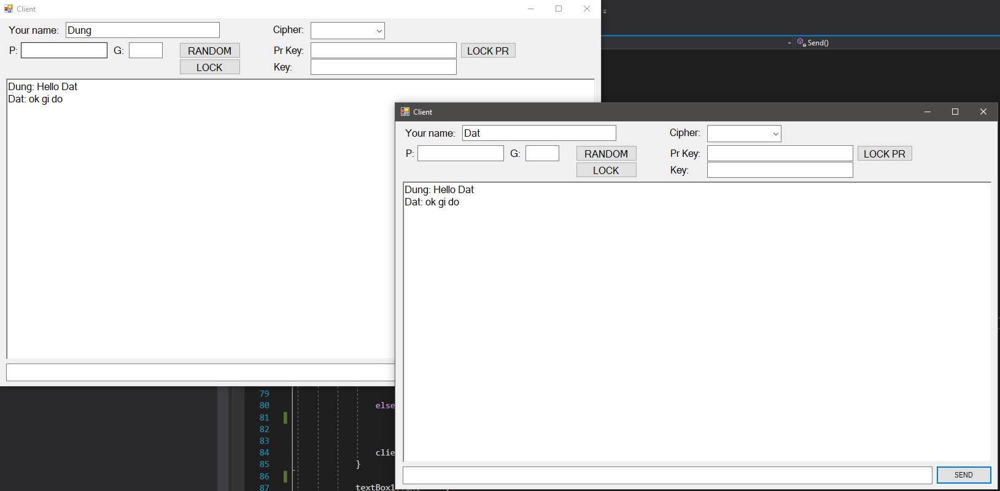 Client
Your name: Dung
Cipher:
P: G: RANDOM
Pr Key: LOCK PR
LOCK
Key:
Dung: Hello Dat
Dat: ok gi do
Send()
Client
Your name: Dat
Cipher:
P: G: RANDOM
Pr Key: LOCK PR
LOCK
Key:
Dung: Hello Dat
Dat: ok gi do
SEND
79
80 else
81
82
83
84 clie
85 }
86
87 textBox1